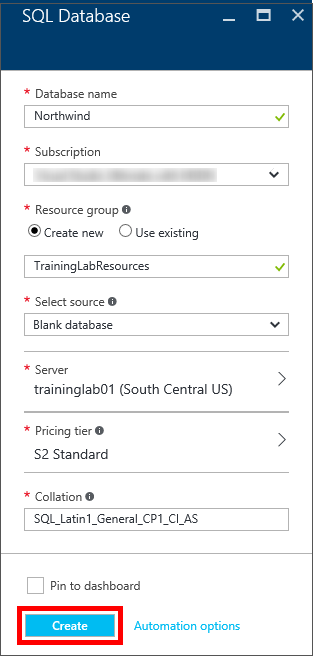 SQL Database
* Database name
Northwind
* Subscription
* Resource group
Create new Use existing
TrainingLabResources
* Select source
Blank database
* Server
traininglab01 (South Central US)
* Pricing tier
S2 Standard
* Collation
SQL_Latin1_General_CP1_CI_AS
Pin to dashboard
Create Automation options